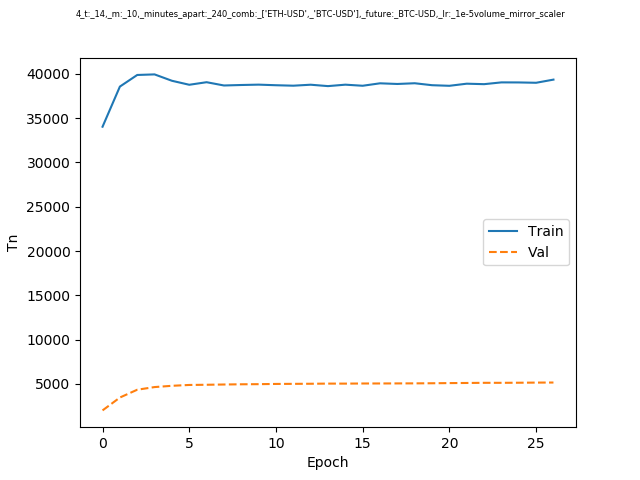 4_t:_14,_m:_10,_minutes_apart:_240_comb:_['ETH-USD',_'BTC-USD'],_future:_BTC-USD,_lr:_1e-5volume_mirror_scaler
40000
35000
30000
25000
20000
15000
10000
5000
Tn
Train
Val
0 5 10 15 20 25
Epoch